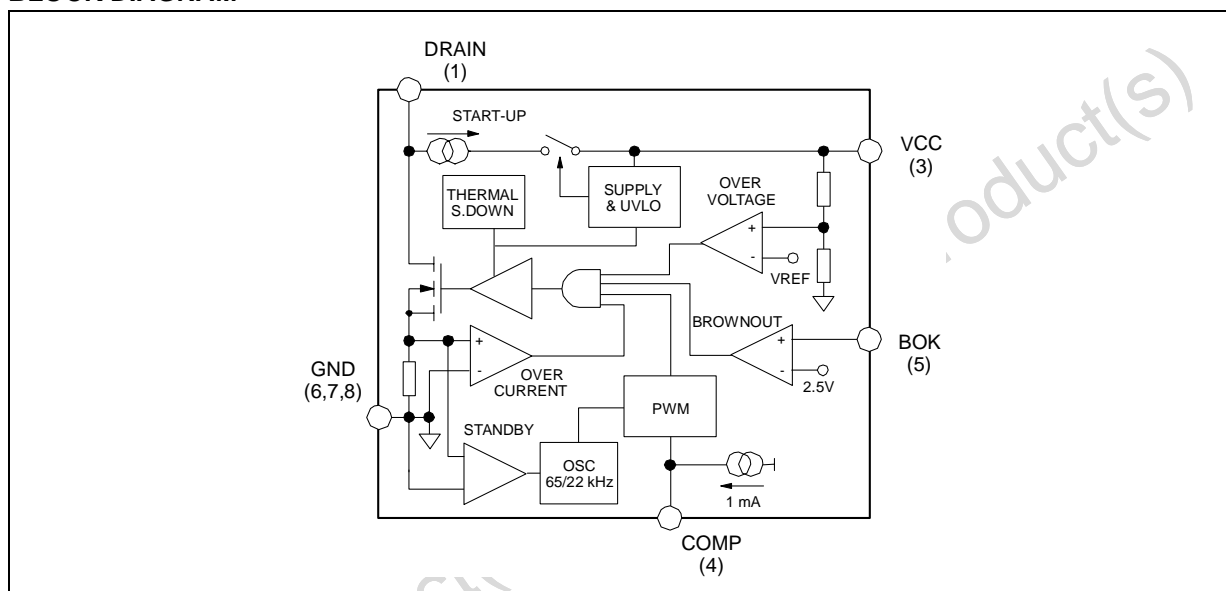 DRAIN
(1)
START-UP
VCC
(3)
THERMAL
S.DOWN
SUPPLY
& UVLO
OVER
VOLTAGE
+
-
VREF
BROWNOUT
BOK
(5)
+
-
2.5V
+
-
OVER
CURRENT
GND
(6,7,8)
PWM
STANDBY
OSC
65/22 kHz
1 mA
COMP
(4)